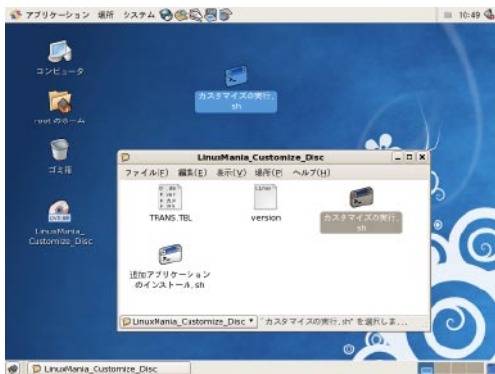 アプリケーション 場所 システム
10:49
コンピュータ
カスタマイズの実行.
sh
root のホーム
ゴミ箱
LinuxMania_
Customize_Disc
LinuxMania_Customize_Disc
ファイル(F) 編集(E) 表示(V) 場所(P) ヘルプ(H)
TRANS.TBL
version
カスタマイズの実行.
sh
追加アプリケーション
のインストール.sh
LinuxMania_Customize_Disc
"カスタマイズの実行.sh" を選択しま...
LinuxMania_Customize_Disc